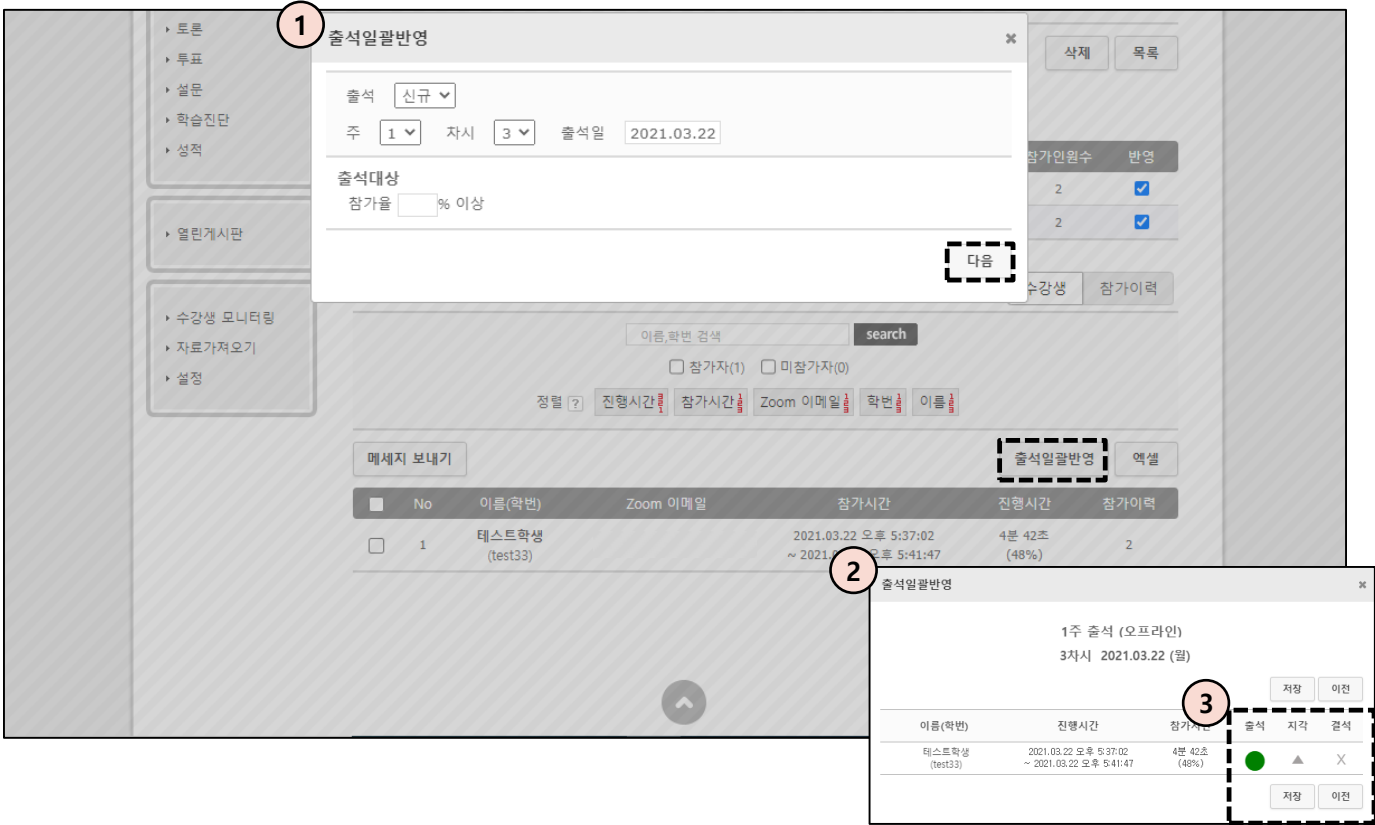 토론
투표
설문
학습진단
성적
열린게시판
수강생 모니터링
자료가져오기
설정
1
출석일괄반영 ×
출석 신규
주 1 차시 3 출석일 2021.03.22
출석대상
참가율 % 이상
다음
삭제 목록
참가인원수 반영
2
2
수강생 참가이력
이름,학번 검색 search
참가자(1) 미참가자(0)
정렬 ? 진행시간 참가시간 Zoom 이메일 학번 이름
메세지 보내기 출석일괄반영 엑셀
No 이름(학번) Zoom 이메일 참가시간 진행시간 참가이력
1 테스트학생 2021.03.22 오후 5:37:02 4분 42초 2
(test33) ~ 2021. 오후 5:41:47 (48%)
2
출석일괄반영 ×
1주 출석 (오프라인)
3차시 2021.03.22 (월)
저장 이전
3
이름(학번) 진행시간 참가시간 출석 지각 결석
테스트학생 2021.03.22 오후 5:37:02 4분 42초 X
(test33) ~ 2021.03.22 오후 5:41:47 (48%)
저장 이전